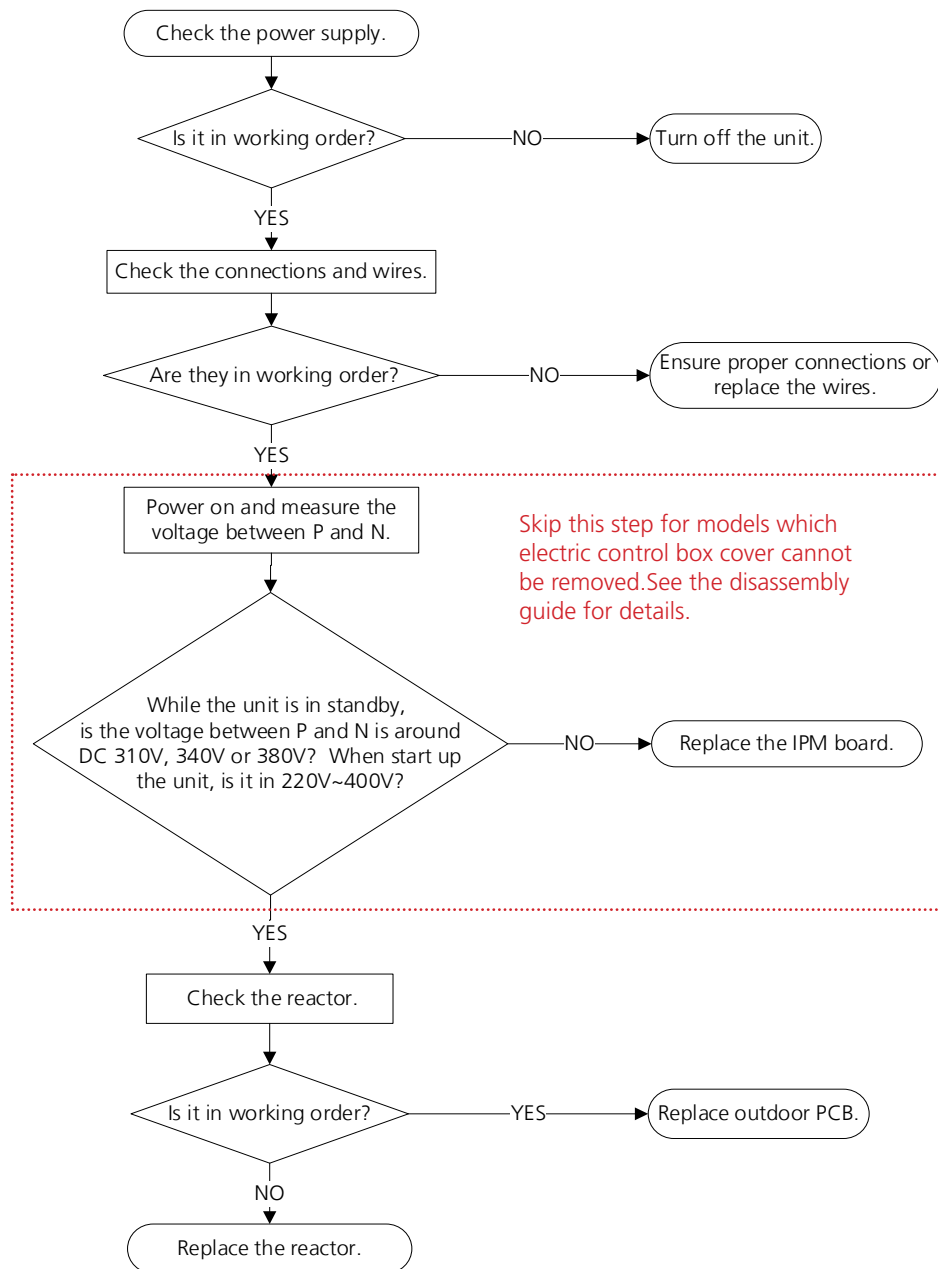 Check the power supply.
Is it in working order?
NO
Turn off the unit.
YES
Check the connections and wires.
Are they in working order?
NO
Ensure proper connections or
replace the wires.
YES
Power on and measure the
voltage between P and N.
Skip this step for models which
electric control box cover cannot
be removed.See the disassembly
guide for details.
While the unit is in standby,
is the voltage between P and N is around
DC 310V, 340V or 380V? When start up
the unit, is it in 220V~400V?
NO
Replace the IPM board.
YES
Check the reactor.
Is it in working order?
YES
Replace outdoor PCB.
NO
Replace the reactor.